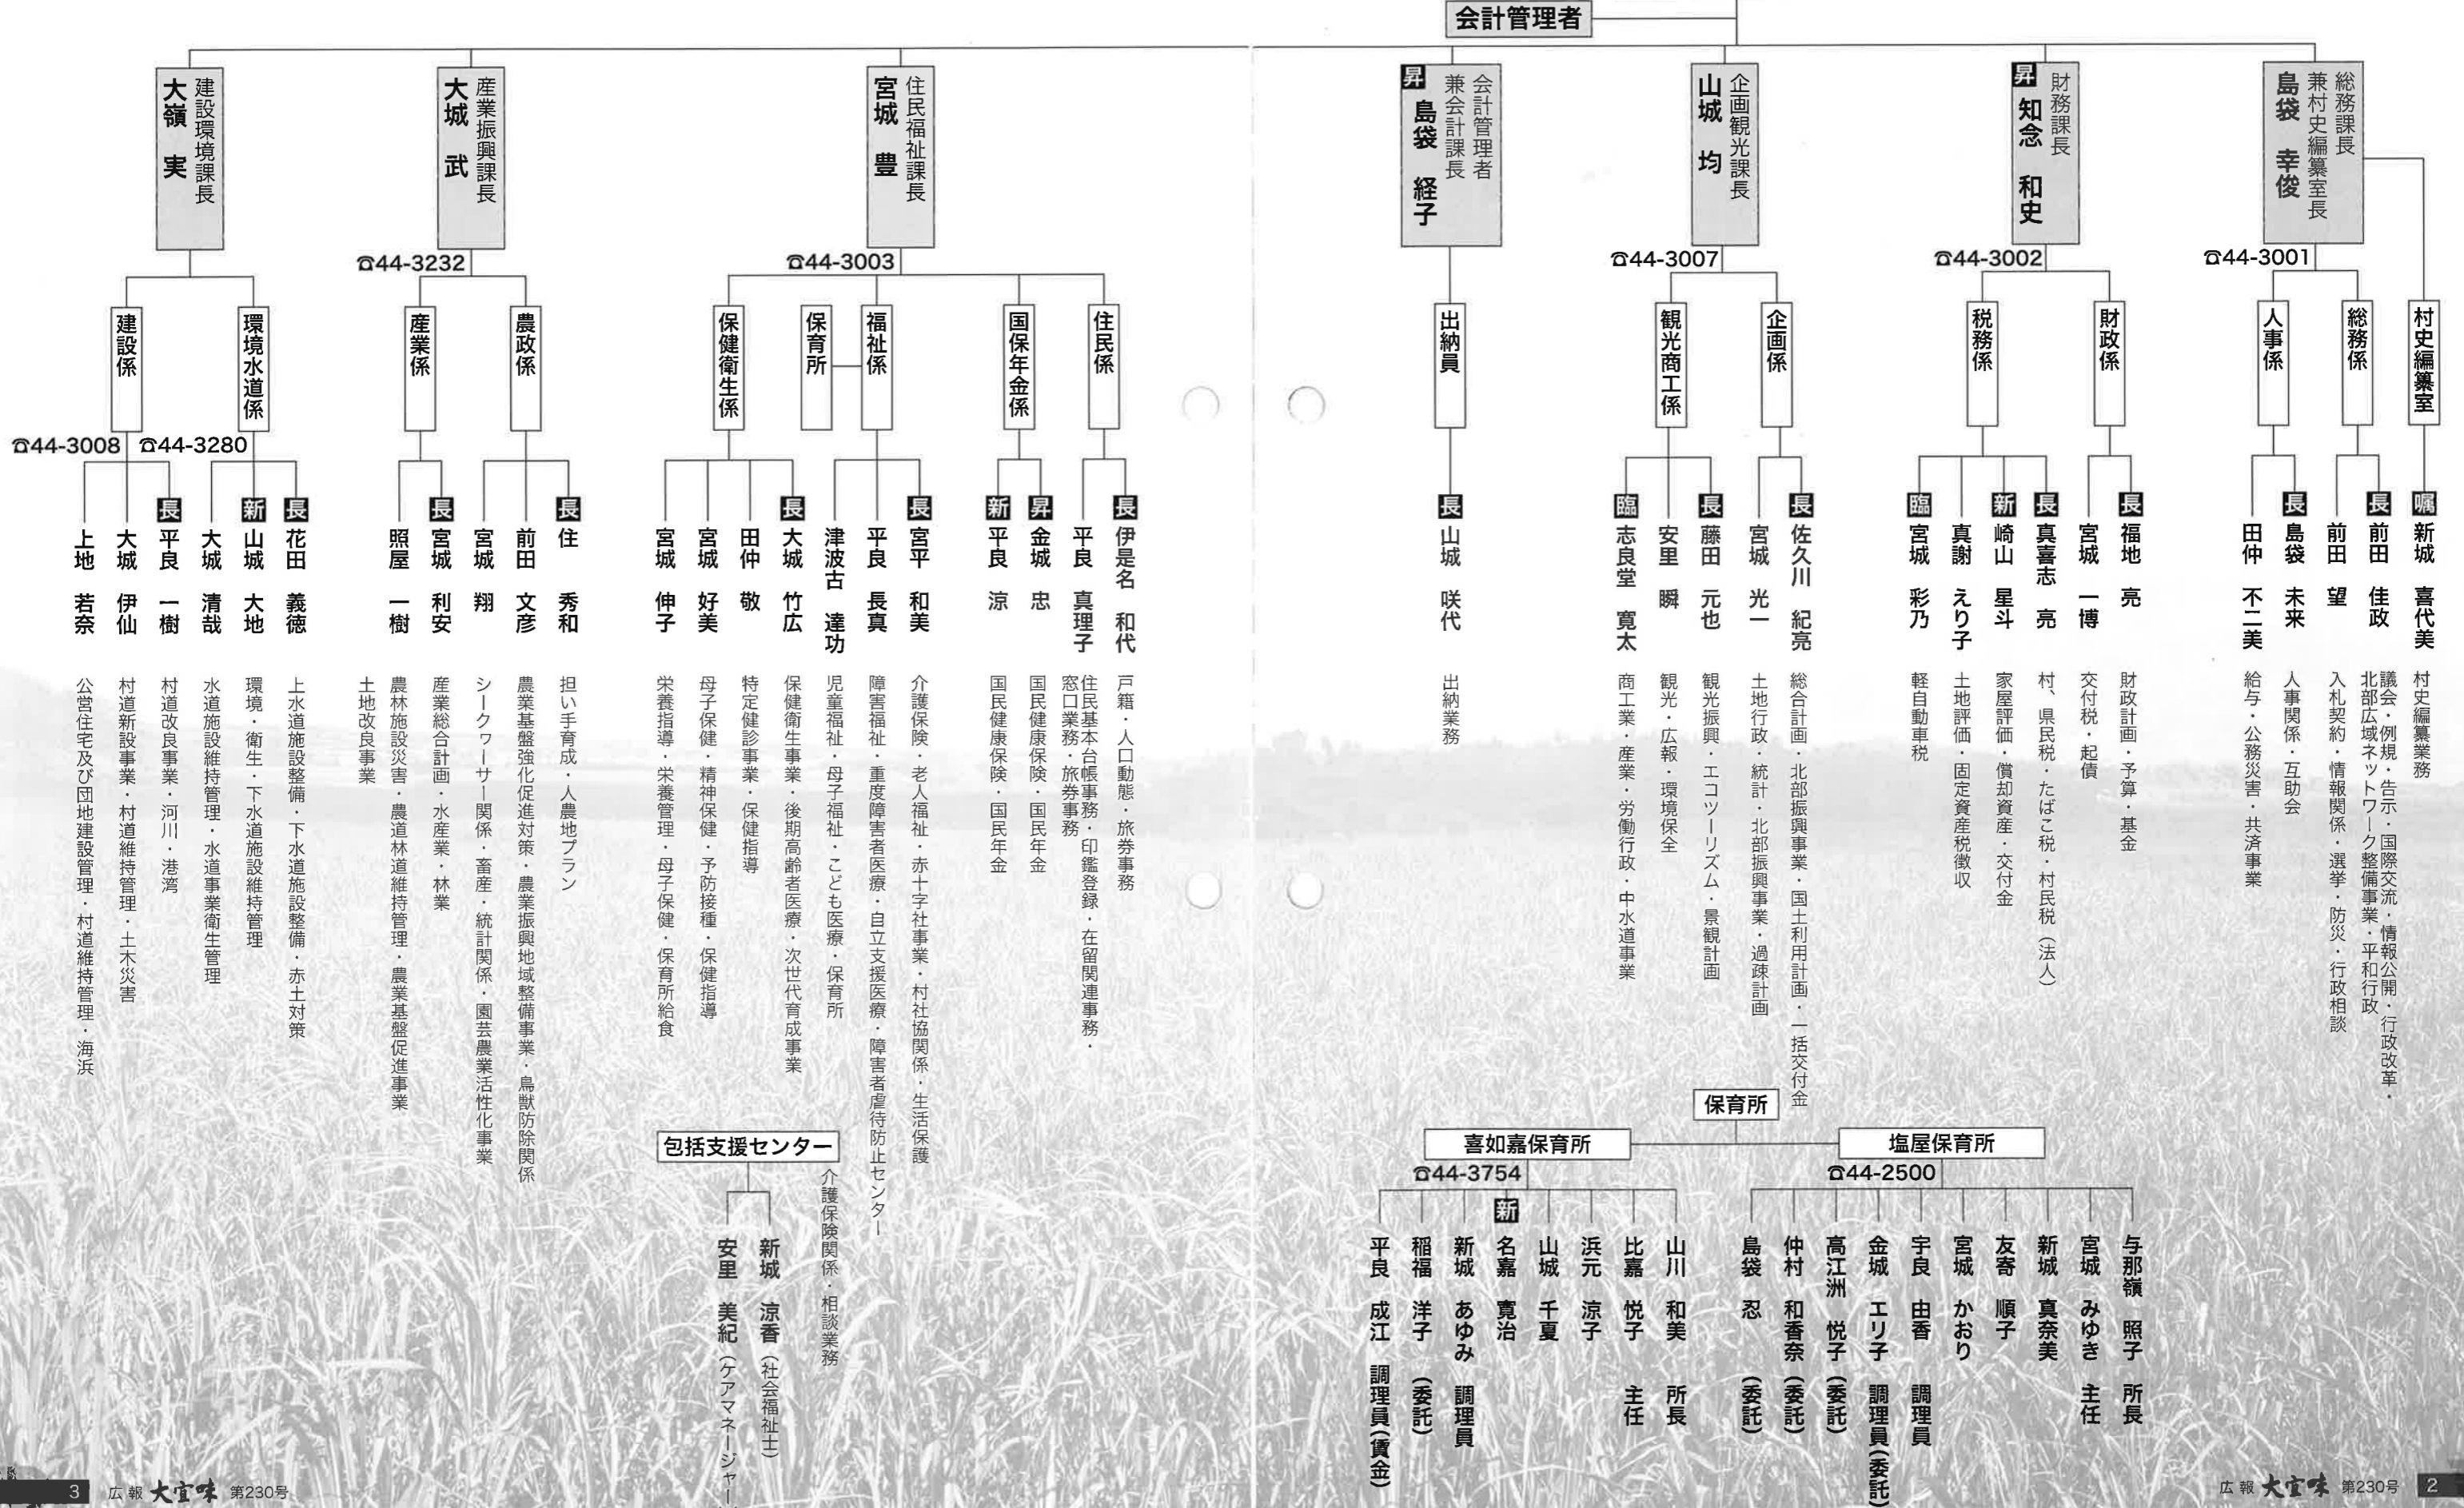 会計管理者
総務課長
兼村史編纂室長
島袋 幸俊
☎44-3001
村史編纂室
嘱 新城 喜代美 村史編纂業務
総務係
長 前田 佳政 議会・例規・告示・国際交流・情報公開・行政改革・
北部広域ネットワーク整備事業・平和行政
前田 望 入札契約・情報関係・選挙・防災・行政相談
人事係
長 島袋 未来 人事関係・互助会
田仲 不二美 給与・公務災害・共済事業
財務課長
昇 知念 和史
☎44-3002
財政係
長 福地 亮 財政計画・予算・基金
宮城 一博 交付税・起債
税務係
長 真喜志 亮 村、県民税・たばこ税・村民税(法人)
新 崎山 星斗 家屋評価・償却資産・交付金
真謝 えり子 土地評価・固定資産税徴収
臨 宮城 彩乃 軽自動車税
企画観光課長
山城 均
☎44-3007
企画係
長 佐久川 紀亮 総合計画・北部振興事業・国土利用計画・一括交付金
宮城 光一 土地行政・統計・北部振興事業・過疎計画
観光商工係
長 藤田 元也 観光振興・エコツーリズム・景観計画
安里 瞬 観光・広報・環境保全
臨 志良堂 寛太 商工業・産業・労働行政・中水道事業
会計管理者
兼会計課長
昇 島袋 経子
出納員
長 山城 咲代 出納業務
保育所
塩屋保育所
☎44-2500
与那嶺 照子 所長
宮城 みゆき 主任
新城 真奈美
友寄 順子
宮城 かおり
宇良 由香 調理員
金城 エリ子 調理員(委託)
高江洲 悦子(委託)
仲村 和香奈(委託)
島袋 忍 (委託)
喜如嘉保育所
☎44-3754
山川 和美 所長
比嘉 悦子 主任
浜元 涼子
山城 千夏
新 名嘉 寛治
新城 あゆみ 調理員
稲福 洋子 (委託)
平良 成江 調理員(賃金)
広報 大宜味 第230号 2
住民福祉課長
宮城 豊
☎44-3003
住民係
長 伊是名 和代 戸籍・人口動態・旅券事務
平良 真理子 住民基本台帳事務・印鑑登録・在留関連事務・
窓口業務・旅券事務
国保年金係
昇 金城 忠 国民健康保険・国民年金
新 平良 涼 国民健康保険・国民年金
福祉係
保育所
長 宮平 和美 介護保険・老人福祉・赤十字社事業・村社協関係・生活保護
平良 長真 障害福祉・重度障害者医療・自立支援医療・障害者虐待防止センター
津波古 達功 児童福祉・母子福祉・こども医療・保育所
保健衛生係
長 大城 竹広 保健衛生事業・後期高齢者医療・次世代育成事業
田仲 敬 特定健診事業・保健指導
宮城 好美 母子保健・精神保健・予防接種・保健指導
宮城 伸子 栄養指導・栄養管理・母子保健・保育所給食
包括支援センター
介護保険関係・相談業務
新城 涼香(社会福祉士)
安里 美紀(ケアマネージャー)
産業振興課長
大城 武
☎44-3232
農政係
長 住 秀和 担い手育成・人農地プラン
前田 文彦 農業基盤強化促進対策・農業振興地域整備事業・鳥獣防除関係
宮城 翔 シークヮーサー関係・畜産・統計関係・園芸農業活性化事業
産業係
長 宮城 利安 産業総合計画・水産業・林業
照屋 一樹 農林施設災害・農道林道維持管理・農業基盤促進事業
土地改良事業
建設環境課長
大嶺 実
環境水道係
☎44-3280
長 花田 義徳 上水道施設整備・下水道施設整備・赤土対策
新 山城 大地 環境・衛生・下水道施設維持管理
大城 清哉 水道施設維持管理・水道事業衛生管理
建設係
☎44-3008
長 平良 一樹 村道改良事業・河川・港湾
大城 伊仙 村道新設事業・村道維持管理・土木災害
上地 若奈 公営住宅及び団地建設管理・村道維持管理・海浜
3 広報 大宜味 第230号